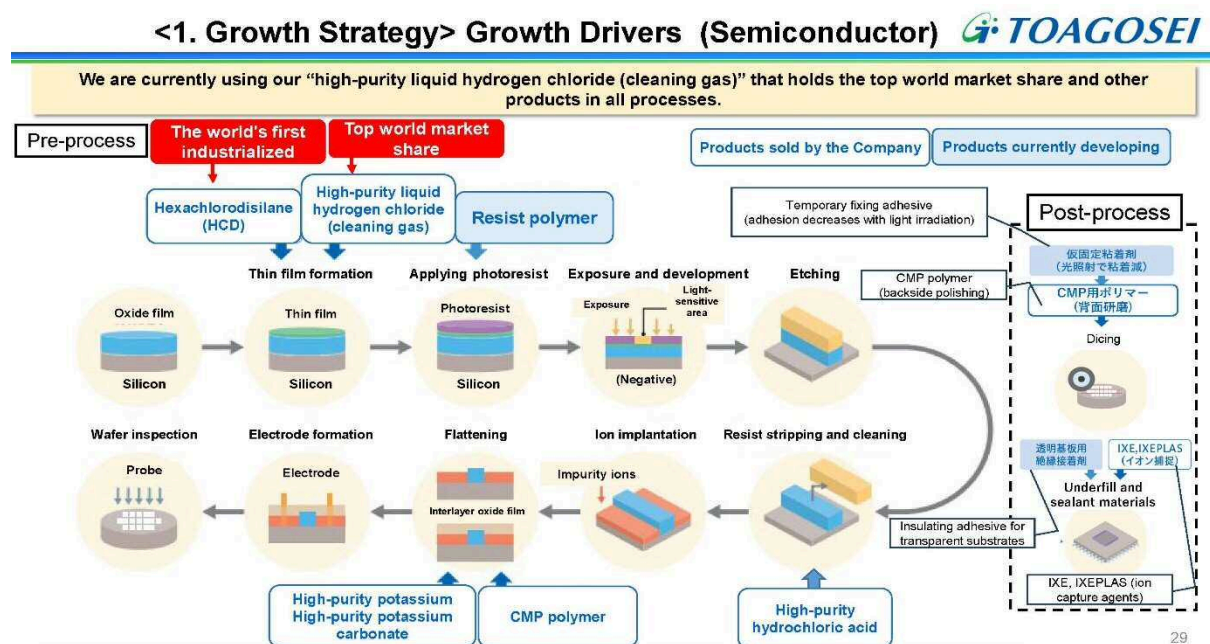 <1. Growth Strategy> Growth Drivers (Semiconductor)
TOAGOSEI
We are currently using our “high-purity liquid hydrogen chloride (cleaning gas)” that holds the top world market share and other
products in all processes.
Pre-process
The world's first
industrialized
Top world market
share
Products sold by the Company
Products currently developing
Hexachlorodisilane
(HCD)
High-purity liquid
hydrogen chloride
(cleaning gas)
Resist polymer
Temporary fixing adhesive
(adhesion decreases with light irradiation)
Post-process
仮固定粘着剤
(光照射で粘着減)
CMP polymer
(backside polishing)
CMP用ポリマー
(背面研磨)
Dicing
Thin film formation
Applying photoresist
Exposure and development
Etching
Oxide film
Silicon
Thin film
Silicon
Photoresist
Silicon
Exposure
Light-
sensitive
area
(Negative)
Wafer inspection
Electrode formation
Flattening
Ion implantation
Resist stripping and cleaning
Probe
Electrode
Interlayer oxide film
Impurity ions
透明基板用
絶縁接着剤
IXE,IXEPLAS
(イオン捕捉)
Underfill and
sealant materials
Insulating adhesive for
transparent substrates
IXE, IXEPLAS (ion
capture agents)
High-purity potassium
High-purity potassium
carbonate
CMP polymer
High-purity
hydrochloric acid
29